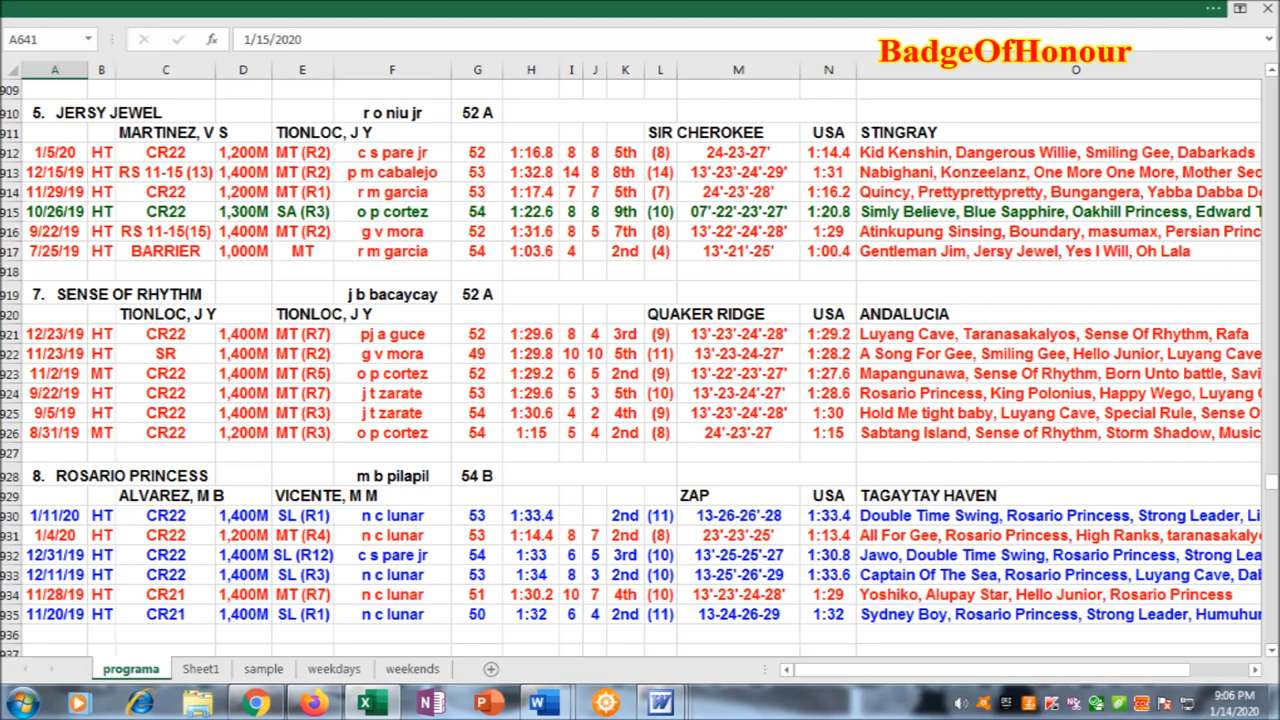 A641 fx 1/15/2020
BadgeOfHonour
A B C D E F G H I J K L M N O
909
910 5. JERSY JEWEL r o niu jr 52 A
911 MARTINEZ, V S TIONLOC, J Y SIR CHEROKEE USA STINGRAY
912 1/5/20 HT CR22 1,200M MT (R2) c s pare jr 52 1:16.8 8 8 5th (8) 24-23-27' 1:14.4 Kid Kenshin, Dangerous Willie, Smiling Gee, Dabarkads
913 12/15/19 HT RS 11-15 (13) 1,400M MT (R2) p m cabalejo 53 1:32.8 14 8 8th (14) 13'-23'-24'-29' 1:31 Nabighani, Konzeelanz, One More One More, Mother Sec
914 11/29/19 HT CR22 1,200M MT (R1) r m garcia 53 1:17.4 7 7 5th (7) 24'-23'-28' 1:16.2 Quincy, Prettyprettypretty, Bungangera, Yabba Dabba Do
915 10/26/19 HT CR22 1,300M SA (R3) o p cortez 54 1:22.6 8 8 9th (10) 07'-22'-23'-27' 1:20.8 Simly Believe, Blue Sapphire, Oakhill Princess, Edward T
916 9/22/19 HT RS 11-15(15) 1,400M MT (R2) g v mora 52 1:31.6 8 5 7th (8) 13'-22'-24'-28' 1:29 Atinkupung Sinsing, Boundary, masumax, Persian Princ
917 7/25/19 HT BARRIER 1,000M MT r m garcia 54 1:03.6 4 2nd (4) 13'-21'-25' 1:00.4 Gentleman Jim, Jersy Jewel, Yes I Will, Oh Lala
918
919 7. SENSE OF RHYTHM j b bacaycay 52 A
920 TIONLOC, J Y TIONLOC, J Y QUAKER RIDGE USA ANDALUCIA
921 12/23/19 HT CR22 1,400M MT (R7) pj a guce 52 1:29.6 8 4 3rd (9) 13'-23'-24'-28' 1:29.2 Luyang Cave, Taranasakalyos, Sense Of Rhythm, Rafa
922 11/23/19 HT SR 1,400M MT (R2) g v mora 49 1:29.8 10 10 5th (11) 13'-23-24-27' 1:28.2 A Song For Gee, Smiling Gee, Hello Junior, Luyang Cave
923 11/2/19 MT CR22 1,400M MT (R5) o p cortez 52 1:29.2 6 5 2nd (9) 13'-22'-23'-27' 1:27.6 Mapangunawa, Sense Of Rhythm, Born Unto battle, Savi
924 9/22/19 HT CR22 1,400M MT (R7) j t zarate 53 1:29.6 7 3 5th (10) 13'-23'-24-27' 1:28.6 Rosario Princess, King Polonius, Happy Wego, Luyang C
925 9/5/19 HT CR22 1,400M MT (R3) j t zarate 54 1:30.6 4 2 4th (9) 13'-23'-24'-28' 1:30 Hold Me tight baby, Luyang Cave, Special Rule, Sense O
926 8/31/19 MT CR22 1,200M MT (R3) o p cortez 54 1:15 5 4 2nd (8) 24'-23'-27 1:15 Sabtang Island, Sense of Rhythm, Storm Shadow, Music
927
928 8. ROSARIO PRINCESS m b pilapil 54 B
929 ALVAREZ, M B VICENTE, M M ZAP USA TAGAYTAY HAVEN
930 1/11/20 HT CR22 1,400M SL (R1) n c lunar 53 1:33.4 2nd (11) 13-26-26'-28 1:33.4 Double Time Swing, Rosario Princess, Strong Leader, Li
931 1/4/20 HT CR22 1,200M MT (R4) n c lunar 53 1:14.4 8 7 2nd (8) 23'-23'-25' 1:13.4 All For Gee, Rosario Princess, High Ranks, taranasakalyo
932 12/31/19 HT CR22 1,400M SL (R12) c s pare jr 54 1:33 6 5 3rd (10) 13'-25'-25-27' 1:30.8 Jawo, Double Time Swing, Rosario Princess, Strong Lea
933 12/11/19 HT CR22 1,400M SL (R3) n c lunar 53 1:34 8 3 2nd (10) 13-25'-26'-29 1:33.6 Captain Of The Sea, Rosario Princess, Luyang Cave, Dab
934 11/28/19 HT CR21 1,400M MT (R7) n c lunar 51 1:30.2 10 7 4th (10) 13'-23'-24-28' 1:29 Yoshiko, Alupay Star, Hello Junior, Rosario Princess
935 11/20/19 HT CR21 1,400M SL (R1) n c lunar 50 1:32 6 4 2nd (11) 13-24-26-29 1:32 Sydney Boy, Rosario Princess, Strong Leader, Humuhun
936
937
programa Sheet1 sample weekdays weekends
9:06 PM
1/14/2020